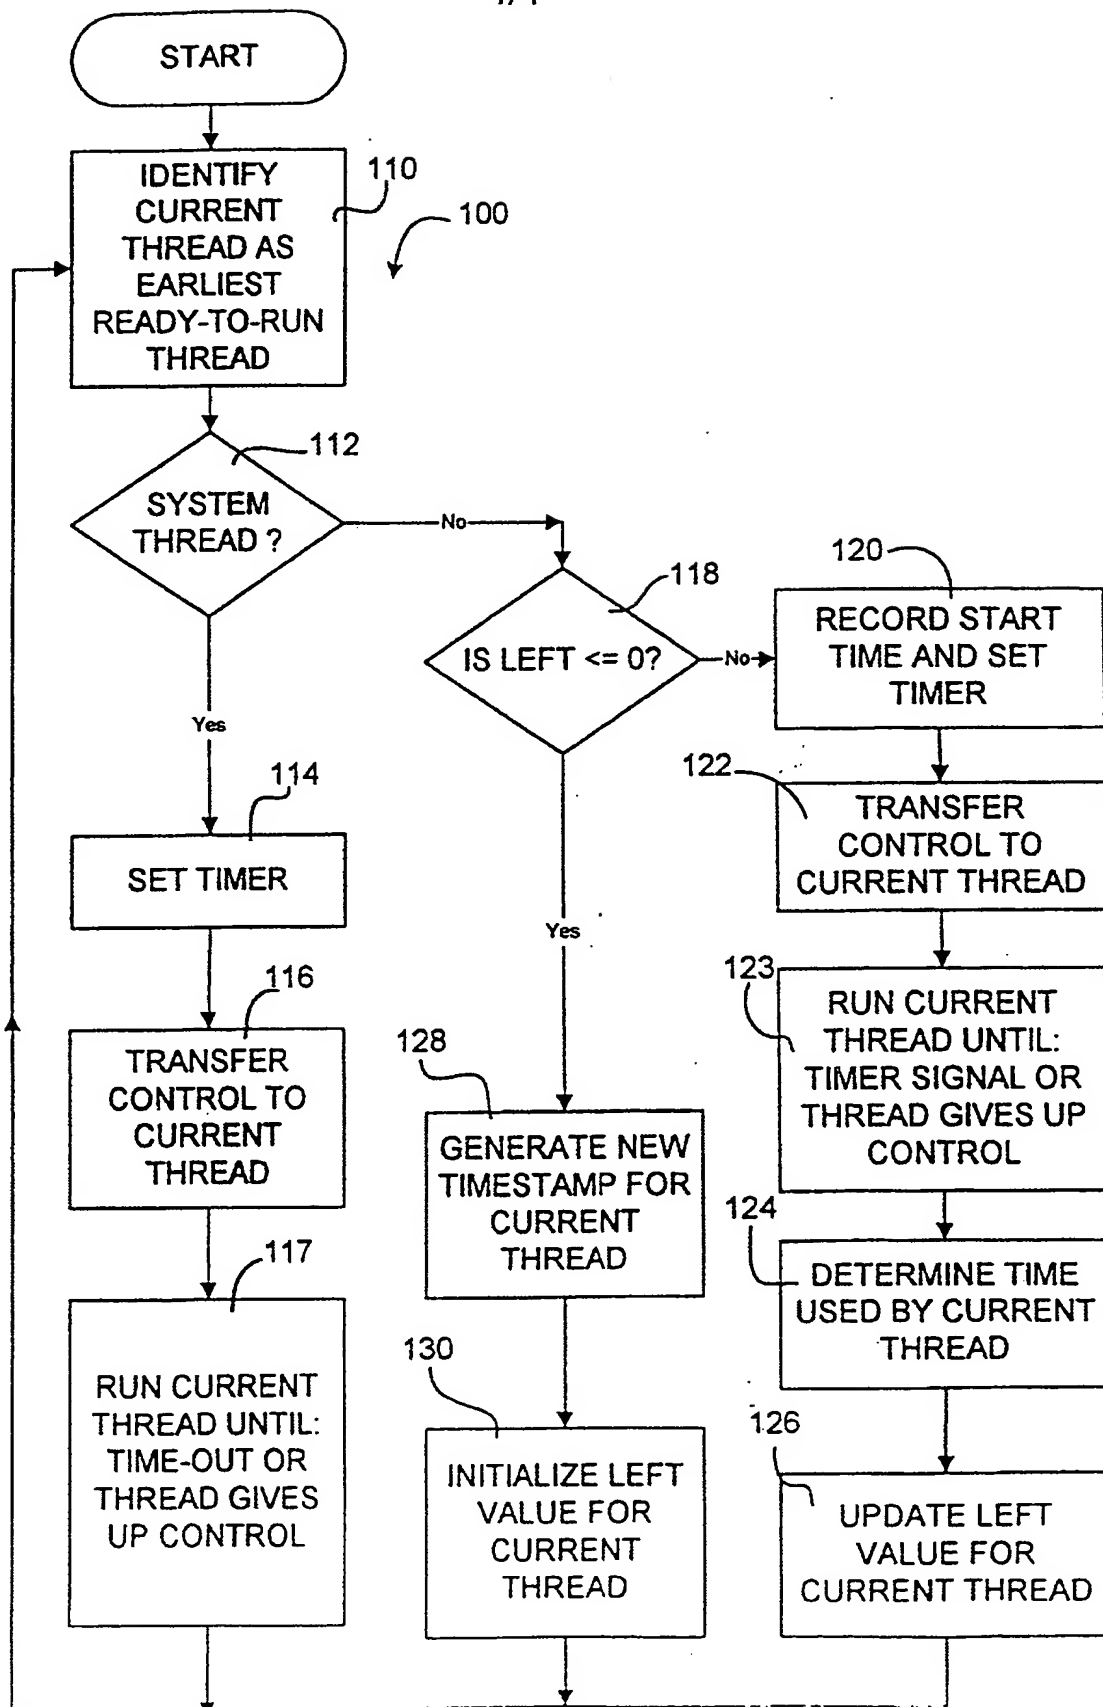 START
110
IDENTIFY
CURRENT
THREAD AS
EARLIEST
READY-TO-RUN
THREAD
100
112
SYSTEM
THREAD ?
No
118
IS LEFT <= 0?
No
120
RECORD START
TIME AND SET
TIMER
Yes
122
TRANSFER
CONTROL TO
CURRENT THREAD
114
SET TIMER
Yes
123
RUN CURRENT
THREAD UNTIL:
TIMER SIGNAL OR
THREAD GIVES UP
CONTROL
116
TRANSFER
CONTROL TO
CURRENT
THREAD
128
GENERATE NEW
TIMESTAMP FOR
CURRENT
THREAD
124
DETERMINE TIME
USED BY CURRENT
THREAD
117
RUN CURRENT
THREAD UNTIL:
TIME-OUT OR
THREAD GIVES
UP CONTROL
130
INITIALIZE LEFT
VALUE FOR
CURRENT
THREAD
126
UPDATE LEFT
VALUE FOR
CURRENT THREAD